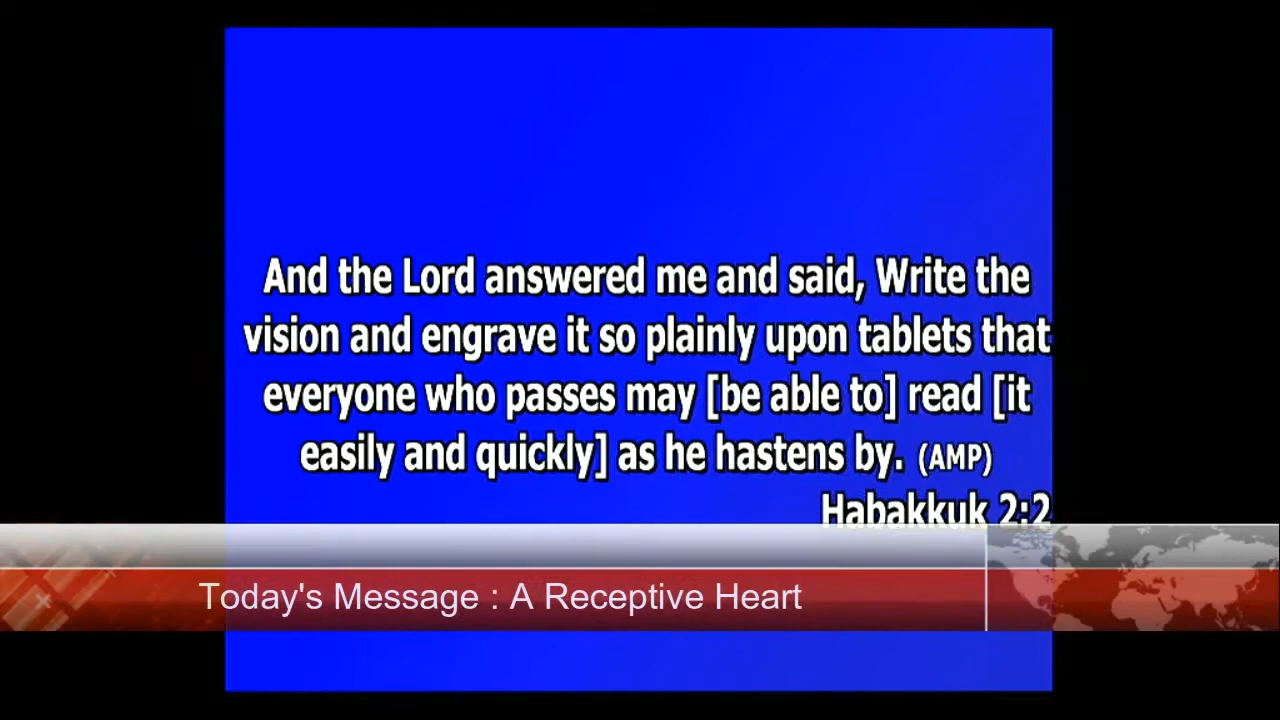 And the Lord answered me and said, Write the
vision and engrave it so plainly upon tablets that
everyone who passes may [be able to] read [it
easily and quickly] as he hastens by. (AMP)
Habakkuk 2:2
Today's Message : A Receptive Heart